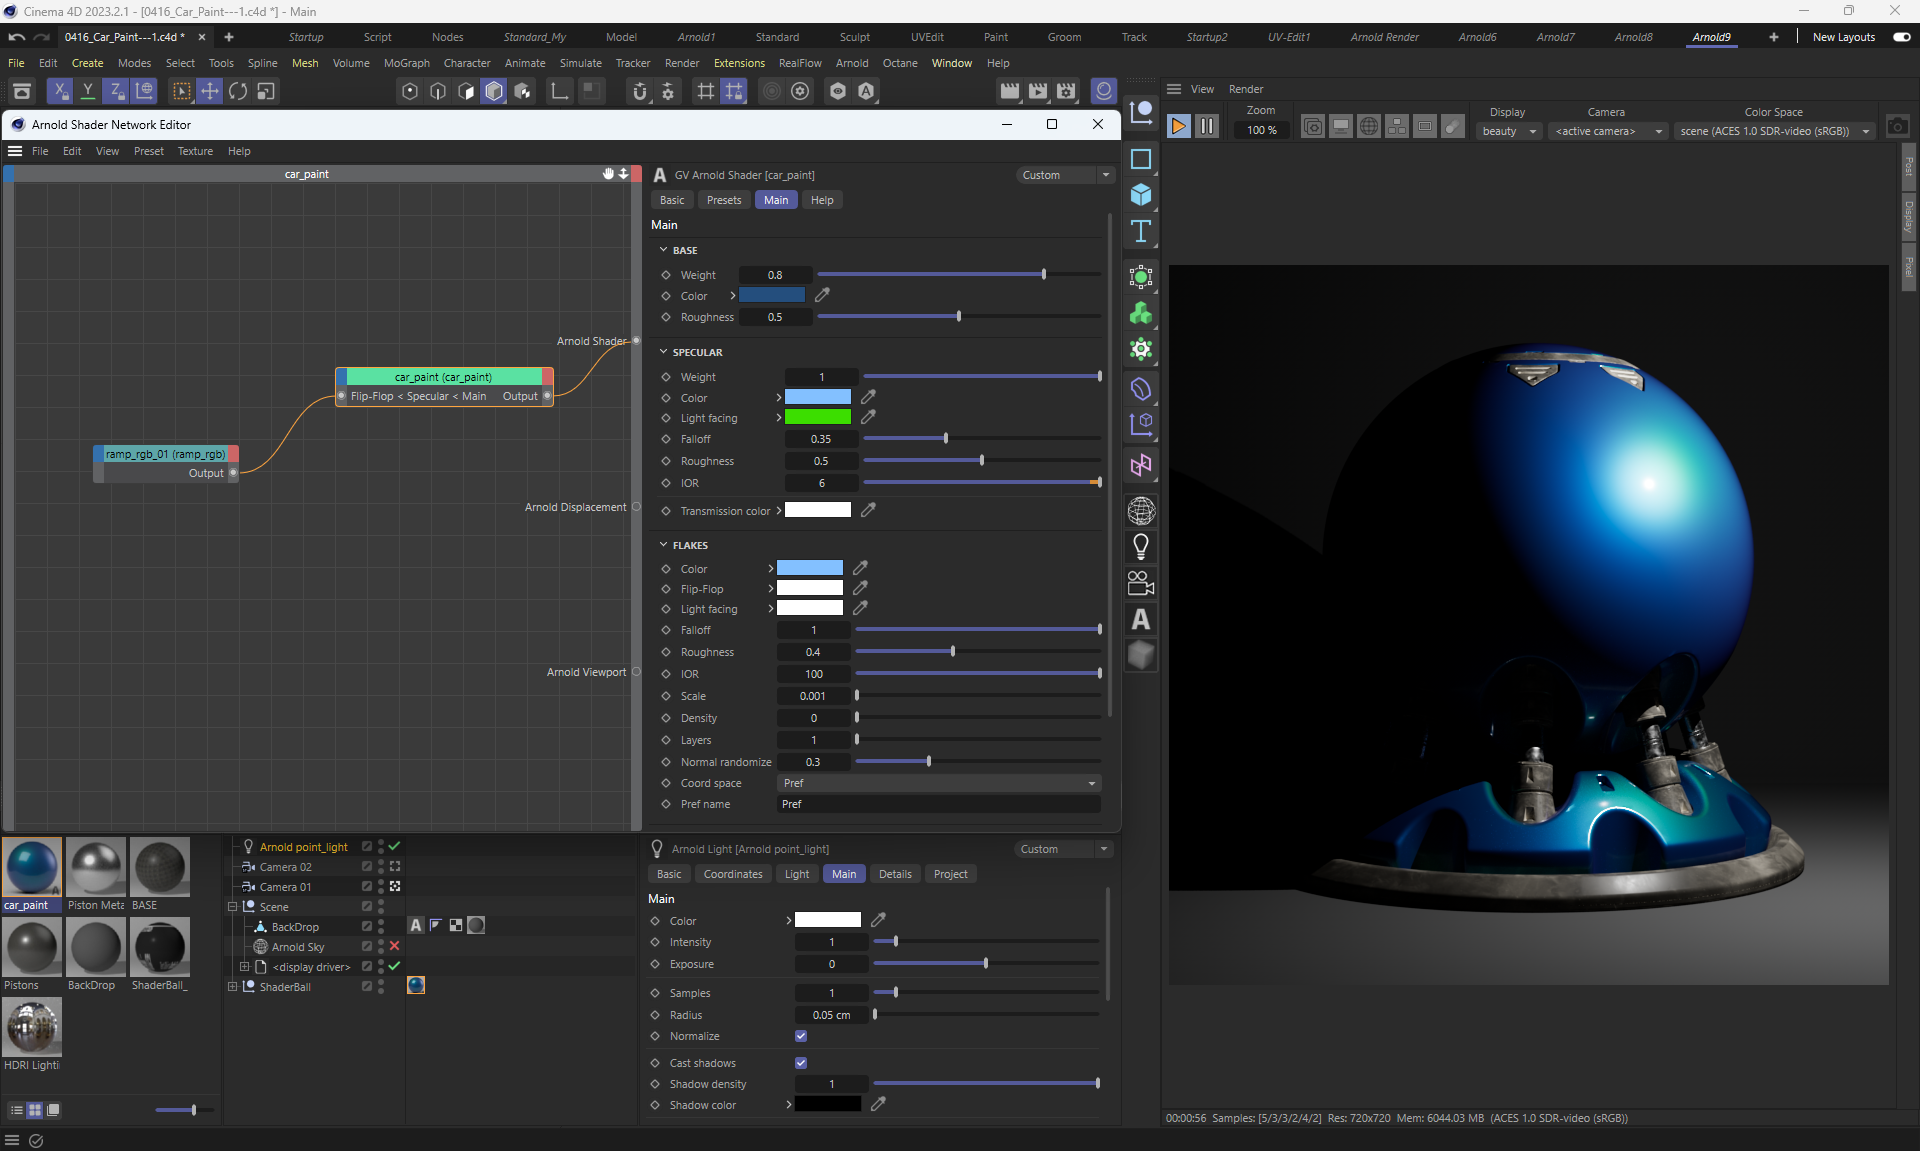 Cinema 4D 2023.2.1 - [0416_Car_Paint---1.c4d *] - Main
0416_Car_Paint---1.c4d *
Startup
Script
Nodes
Standard_My
Model
Arnold1
Standard
Sculpt
UVEdit
Paint
Groom
Track
Startup2
UV-Edit1
Arnold Render
Arnold6
Arnold7
Arnold8
Arnold9
New Layouts
File Edit Create Modes Select Tools Spline Mesh Volume MoGraph Character Animate Simulate Tracker Render Extensions RealFlow Arnold Octane Window Help
X Y Z
View Render
Zoom
100 %
Display
beauty
Camera
<active camera>
Color Space
scene (ACES 1.0 SDR-video (sRGB))
Post
Display
Pixel
Arnold Shader Network Editor
File Edit View Preset Texture Help
car_paint
Arnold Shader
car_paint (car_paint)
Flip-Flop < Specular < Main Output
ramp_rgb_01 (ramp_rgb)
Output
Arnold Displacement
Arnold Viewport
GV Arnold Shader [car_paint]
Custom
Basic Presets Main Help
Main
BASE
Weight 0.8
Color
Roughness 0.5
SPECULAR
Weight 1
Color
Light facing
Falloff 0.35
Roughness 0.5
IOR 6
Transmission color
FLAKES
Color
Flip-Flop
Light facing
Falloff 1
Roughness 0.4
IOR 100
Scale 0.001
Density 0
Layers 1
Normal randomize 0.3
Coord space Pref
Pref name Pref
car_paint
Piston Meta
BASE
Pistons
BackDrop
ShaderBall_
HDRI Lighti
Arnold point_light
Camera 02
Camera 01
Scene
BackDrop
Arnold Sky
<display driver>
ShaderBall
Arnold Light [Arnold point_light]
Custom
Basic Coordinates Light Main Details Project
Main
Color
Intensity 1
Exposure 0
Samples 1
Radius 0.05 cm
Normalize
Cast shadows
Shadow density 1
Shadow color
00:00:56 Samples: [5/3/3/2/4/2] Res: 720x720 Mem: 6044.03 MB (ACES 1.0 SDR-video (sRGB))